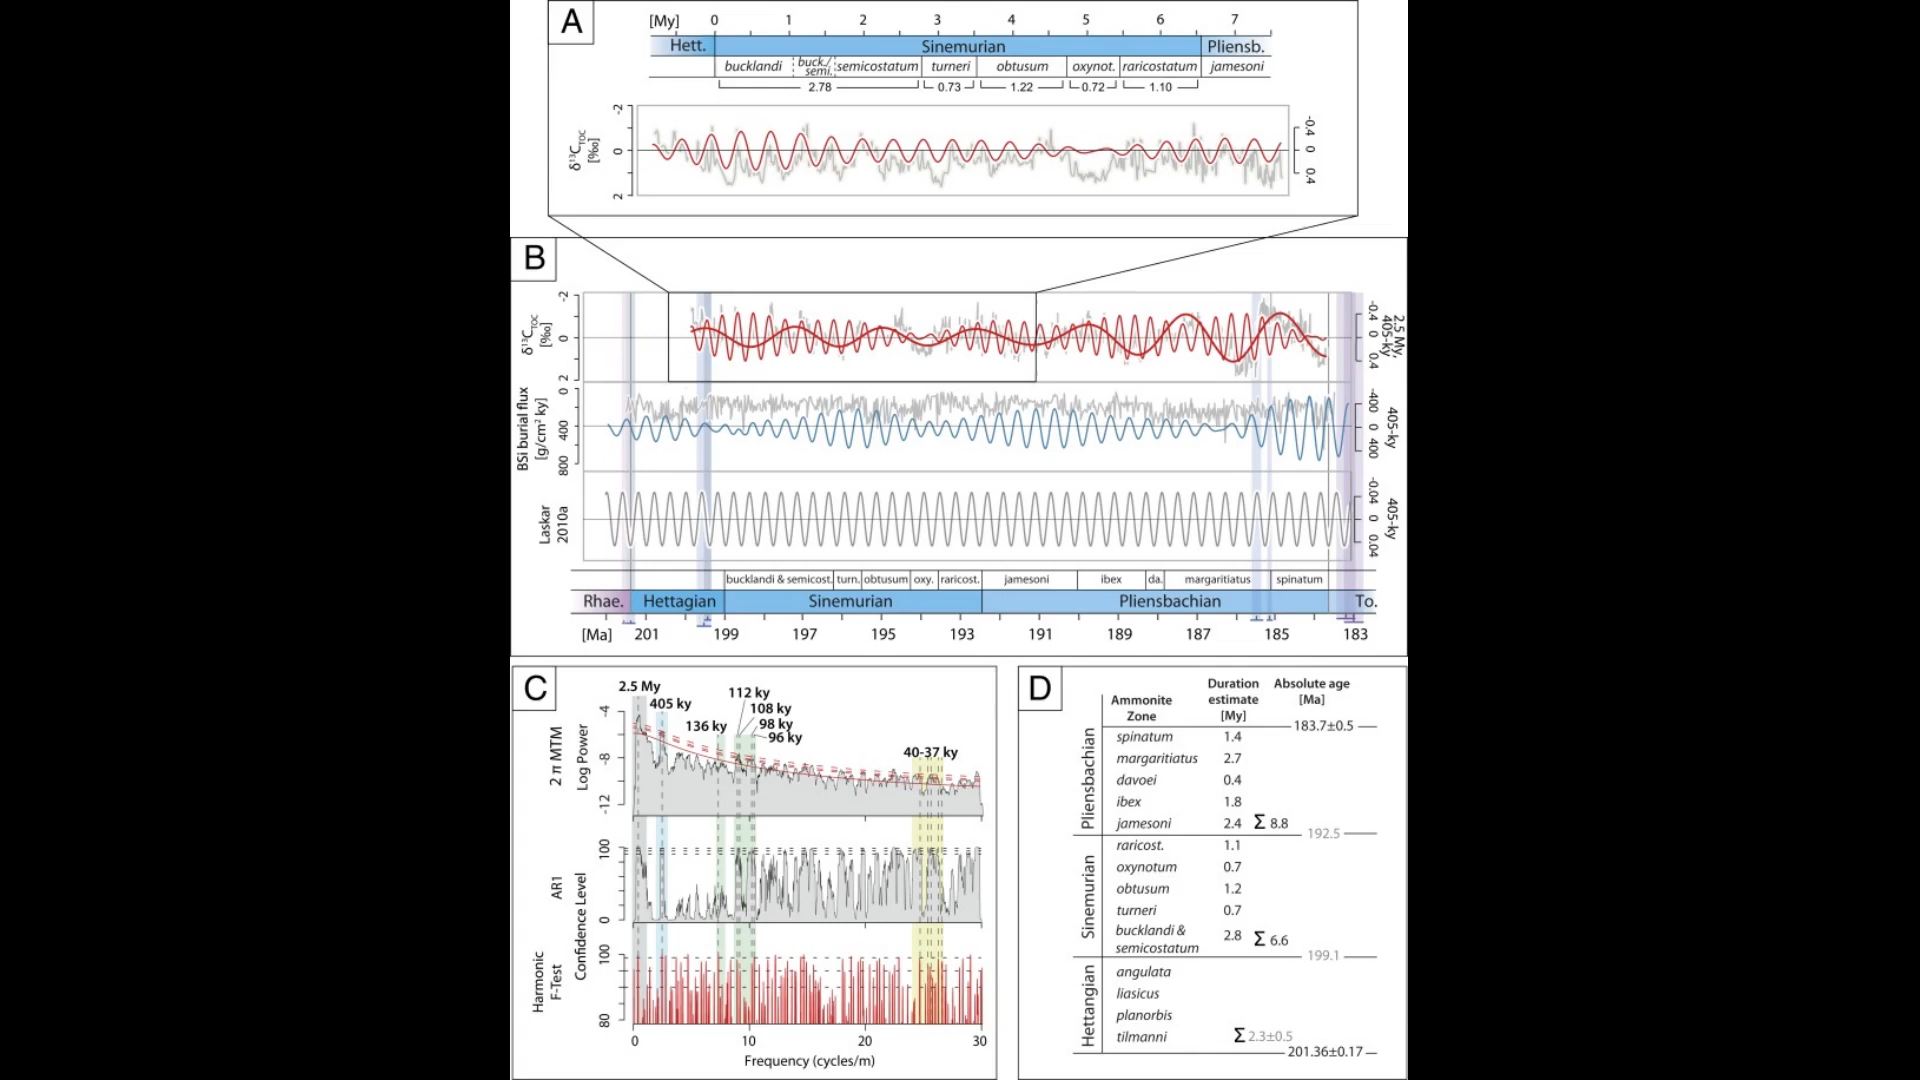 A
[My] 0 1 2 3 4 5 6 7
Hett. Sinemurian Pliensb.
bucklandi buck./ semi. semicostatum turneri obtusum oxynot. raricostatum jamesoni
2.78 0.73 1.22 0.72 1.10
δ¹³C_TOC
[‰]
-2 0 2
-0.4 0 0.4
B
δ¹³C_TOC
[‰]
-2 0 2
-0.4 0 0.4
405-ky
2.5 My.
BSi burial flux
[g/cm² ky]
0 400 800
-400 0 400
405-ky
Laskar
2010a
-0.04 0 0.04
405-ky
bucklandi & semicost. turn. obtusum oxy. raricost. jamesoni ibex da. margaritiatus spinatum
Rhae. Hettagian Sinemurian Pliensbachian To.
[Ma] 201 199 197 195 193 191 189 187 185 183
C
2.5 My
405 ky
136 ky
112 ky
108 ky
98 ky
96 ky
40-37 ky
2 π MTM
Log Power
-4 -8 -12
AR1
Confidence Level
100 0
Harmonic
F-Test
100 80
0 10 20 30
Frequency (cycles/m)
D
Ammonite
Zone
Duration
estimate
[My]
Absolute age
[Ma]
183.7±0.5
Pliensbachian
spinatum 1.4
margaritiatus 2.7
davoei 0.4
ibex 1.8
jamesoni 2.4 Σ 8.8
192.5
Sinemurian
raricost. 1.1
oxynotum 0.7
obtusum 1.2
turneri 0.7
bucklandi &
semicostatum 2.8 Σ 6.6
199.1
Hettangian
angulata
liasicus
planorbis
tilmanni Σ 2.3±0.5
201.36±0.17